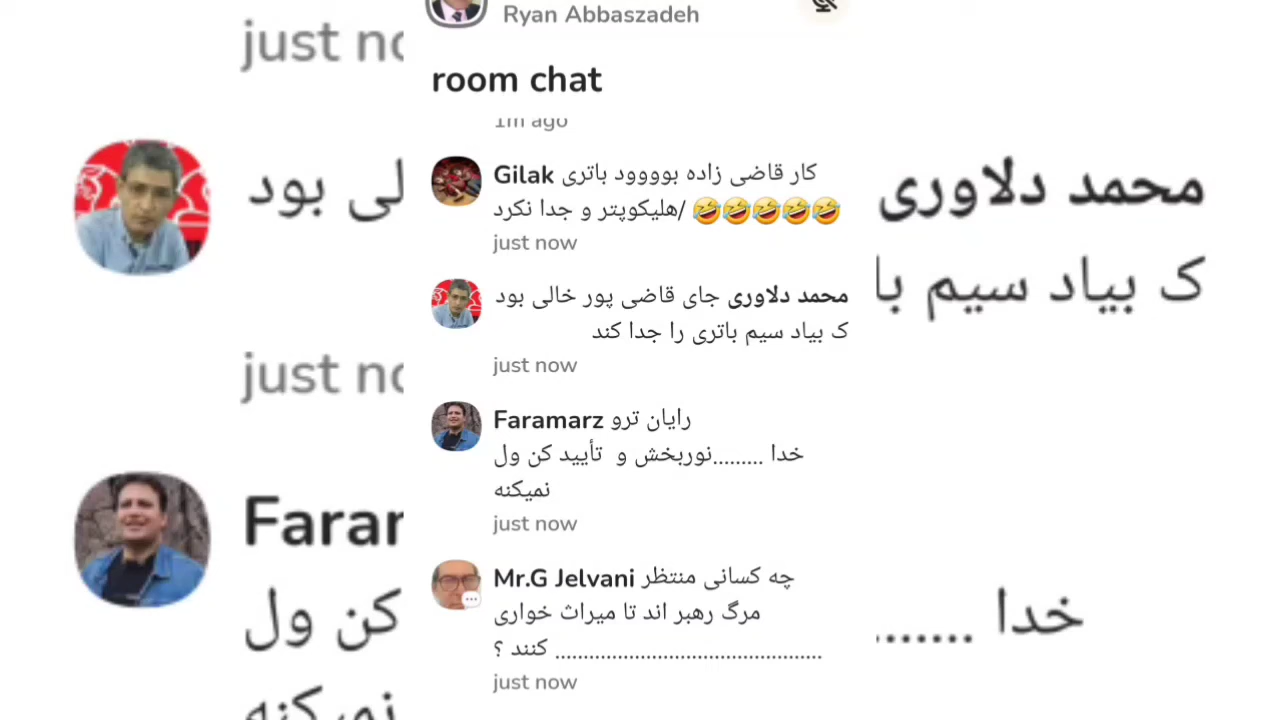 Ryan Abbaszadeh
room chat
1m ago
Gilak کار قاضی زاده بوووود باتری
هلیکوپتر و جدا نکرد/ 🤣🤣🤣🤣🤣
just now
محمد دلاوری جای قاضی پور خالی بود
ک بیاد سیم باتری را جدا کند
just now
Faramarz رایان ترو
خدا .........نوربخش و تأیید کن ول
نمیکنه
just now
Mr.G Jelvani چه کسانی منتظر
مرگ رهبر اند تا میراث خواری
کنند ؟ ...............................................
just now
just no
لی بود
just no
Farar
کن ول
نمیکنه
محمد دلاوری
ک بیاد سیم با
خدا .......